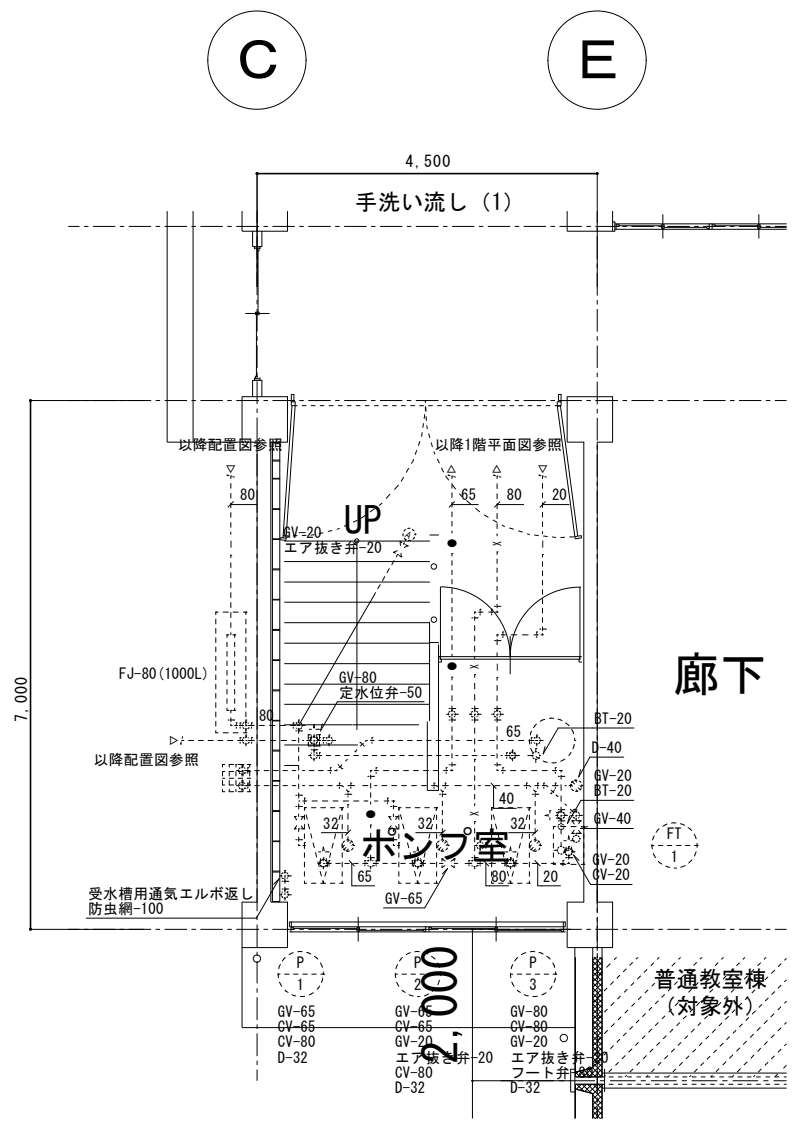 C
E
4,500
手洗い流し（1）
以降配置図参照
以降1階平面図参照
80
65
80
20
UP
GV-20
エア抜き弁-20
FJ-80(1000L)
GV-80
定水位弁-50
廊下
7,000
80
65
BT-20
以降配置図参照
D-40
GV-20
BT-20
40
GV-40
32
32
32
ポンプ室
FT
1
GV-20
CV-20
65
80
20
GV-65
受水槽用通気エルボ返し
防虫網-100
P
1
P
2
P
3
2,000
普通教室棟
（対象外）
GV-65
CV-65
CV-80
D-32
GV-65
CV-65
GV-20
エア抜き弁-20
CV-80
D-32
GV-80
CV-80
GV-20
エア抜き弁-20
フート弁-80
D-32